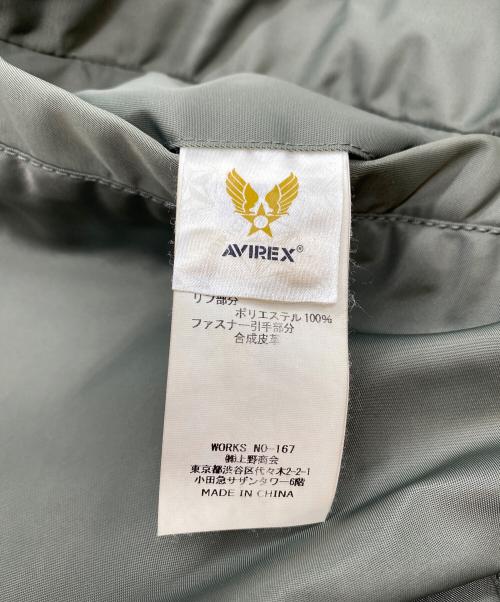 AVIREX®
リブ部分
ポリエステル100%
ファスナー引手部分
合成皮革
WORKS NO-167
㈱上野商会
東京都渋谷区代々木2-2-1
小田急サザンタワー6階
MADE IN CHINA